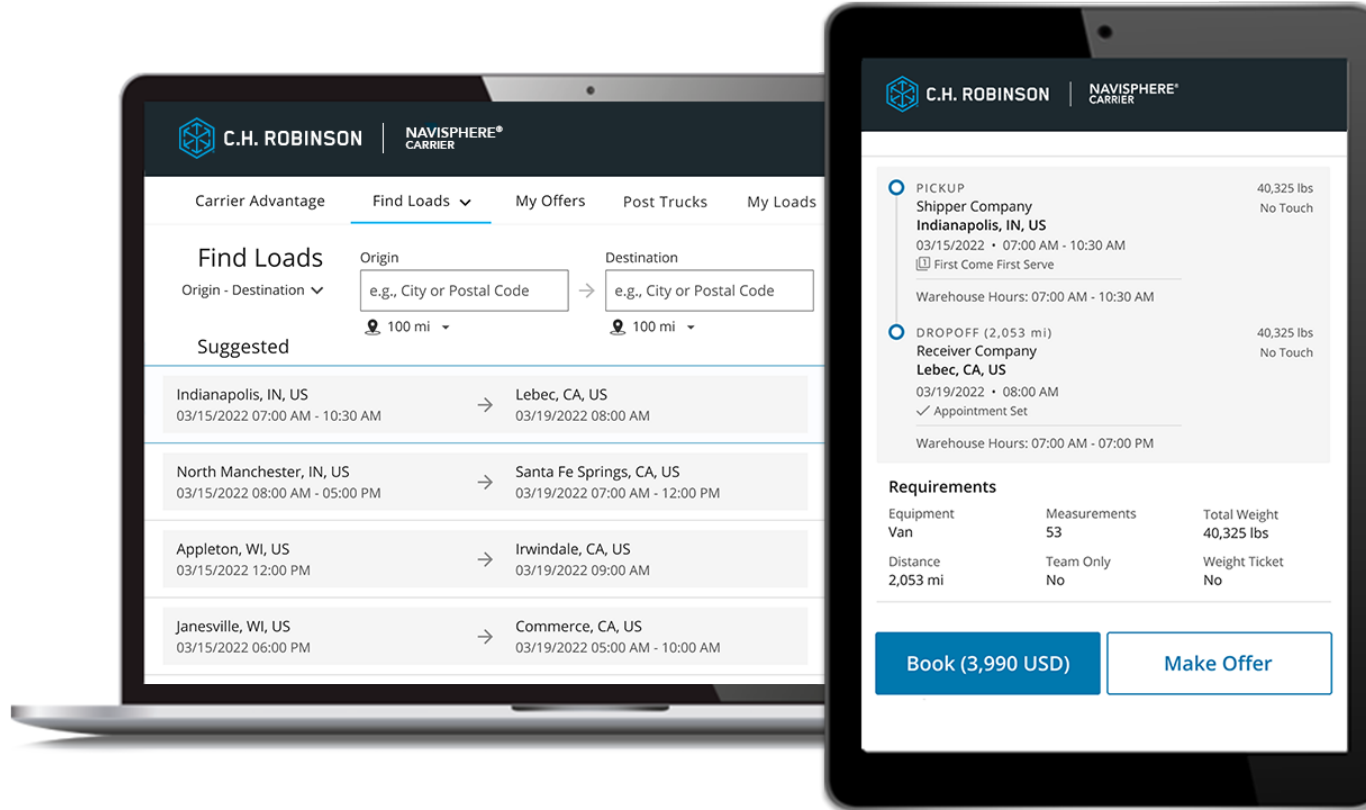 C.H. ROBINSON
NAVISPHERE®
CARRIER
Carrier Advantage
Find Loads
My Offers
Post Trucks
My Loads
Find Loads
Origin - Destination
Origin
e.g., City or Postal Code
100 mi
Destination
e.g., City or Postal Code
100 mi
Suggested
Indianapolis, IN, US
03/15/2022 07:00 AM - 10:30 AM
Lebec, CA, US
03/19/2022 08:00 AM
North Manchester, IN, US
03/15/2022 08:00 AM - 05:00 PM
Santa Fe Springs, CA, US
03/19/2022 07:00 AM - 12:00 PM
Appleton, WI, US
03/15/2022 12:00 PM
Irwindale, CA, US
03/19/2022 09:00 AM
Janesville, WI, US
03/15/2022 06:00 PM
Commerce, CA, US
03/19/2022 05:00 AM - 10:00 AM
C.H. ROBINSON
NAVISPHERE®
CARRIER
PICKUP
40,325 lbs
Shipper Company
No Touch
Indianapolis, IN, US
03/15/2022 • 07:00 AM - 10:30 AM
1 First Come First Serve
Warehouse Hours: 07:00 AM - 10:30 AM
DROPOFF (2,053 mi)
40,325 lbs
Receiver Company
No Touch
Lebec, CA, US
03/19/2022 • 08:00 AM
Appointment Set
Warehouse Hours: 07:00 AM - 07:00 PM
Requirements
Equipment
Van
Measurements
53
Total Weight
40,325 lbs
Distance
2,053 mi
Team Only
No
Weight Ticket
No
Book (3,990 USD)
Make Offer